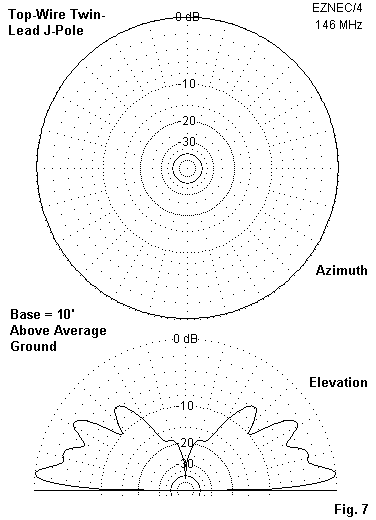 Top-Wire Twin-
Lead J-Pole
EZNEC/4
146 MHz
0 dB
-10
-20
-30
Azimuth
Base = 10'
Above Average
Ground
0 dB
Elevation
-10
-20
-30
Fig. 7